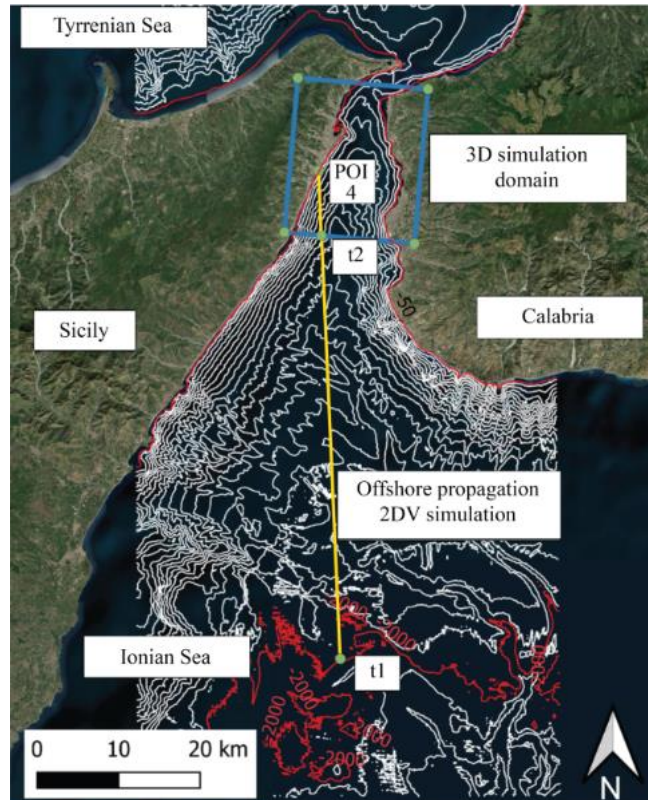 Tyrrenian Sea
3D simulation
domain
POI
4
t2
-50
Sicily
Calabria
Offshore propagation
2DV simulation
-2000
Ionian Sea
t1
-2000
-2000
-2000
0 10 20 km
N